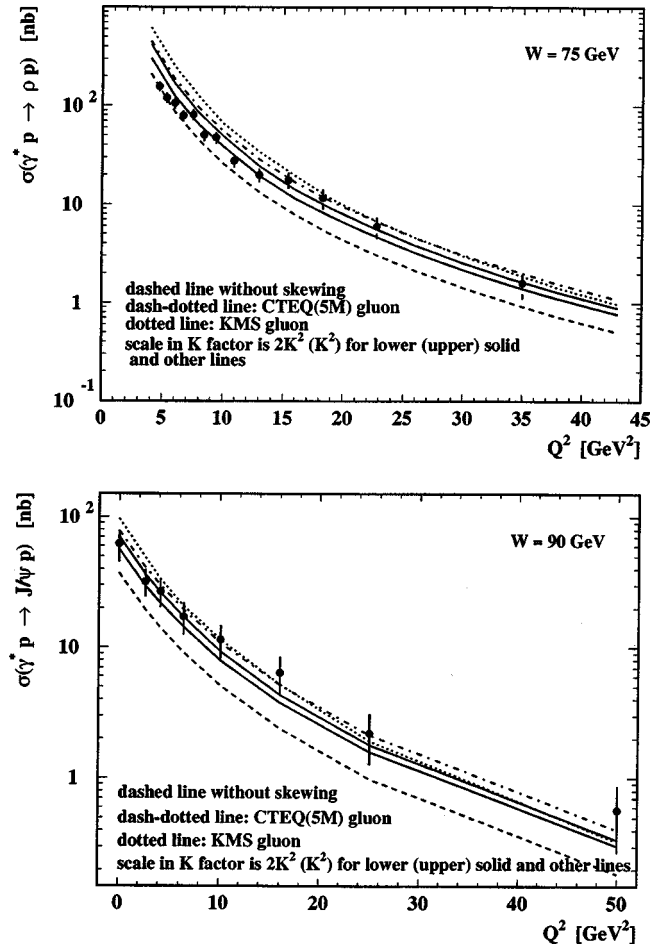 σ(γ* p → ρ p) [nb]
10²
10
1
10⁻¹
W = 75 GeV
dashed line without skewing
dash-dotted line: CTEQ(5M) gluon
dotted line: KMS gluon
scale in K factor is 2K² (K²) for lower (upper) solid
and other lines
0 5 10 15 20 25 30 35 40 45
Q² [GeV²]
σ(γ* p → J/ψ p) [nb]
10²
10
1
W = 90 GeV
dashed line without skewing
dash-dotted line: CTEQ(5M) gluon
dotted line: KMS gluon
scale in K factor is 2K² (K²) for lower (upper) solid and other lines
0 10 20 30 40 50
Q² [GeV²]